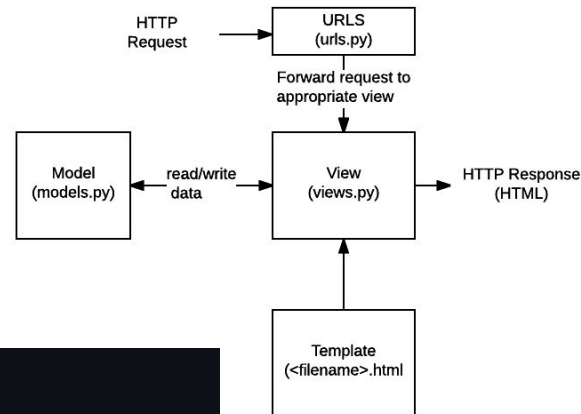 HTTP
Request
URLS
(urls.py)
Forward request to
appropriate view
Model
(models.py)
read/write
data
View
(views.py)
HTTP Response
(HTML)
Template
(<filename>.html